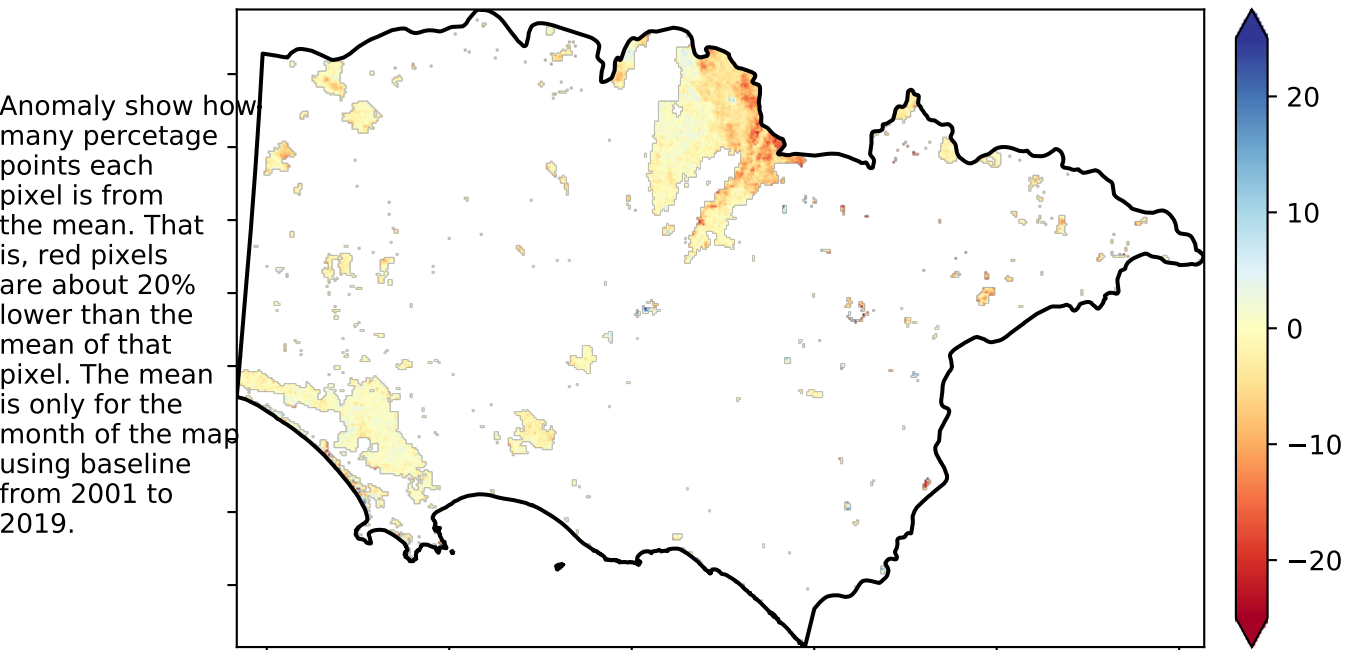 Anomaly show how
many percetage
points each
pixel is from
the mean. That
is, red pixels
are about 20%
lower than the
mean of that
pixel. The mean
is only for the
month of the map
using baseline
from 2001 to
2019.
20
10
0
−10
−20